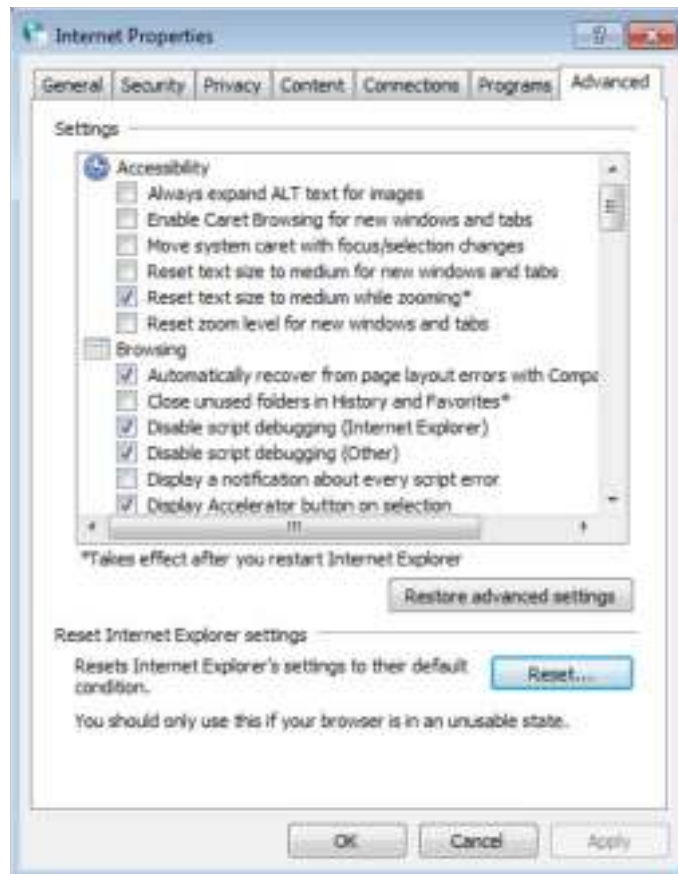 Internet Properties
General Security Privacy Content Connections Programs Advanced
Settings
Accessibility
Always expand ALT text for images
Enable Caret Browsing for new windows and tabs
Move system caret with focus/selection changes
Reset text size to medium for new windows and tabs
Reset text size to medium while zooming*
Reset zoom level for new windows and tabs
Browsing
Automatically recover from page layout errors with Compa
Close unused folders in History and Favorites*
Disable script debugging (Internet Explorer)
Disable script debugging (Other)
Display a notification about every script error
Display Accelerator button on selection
*Takes effect after you restart Internet Explorer
Restore advanced settings
Reset Internet Explorer settings
Resets Internet Explorer's settings to their default
condition.
Reset...
You should only use this if your browser is in an unusable state.
OK Cancel Apply